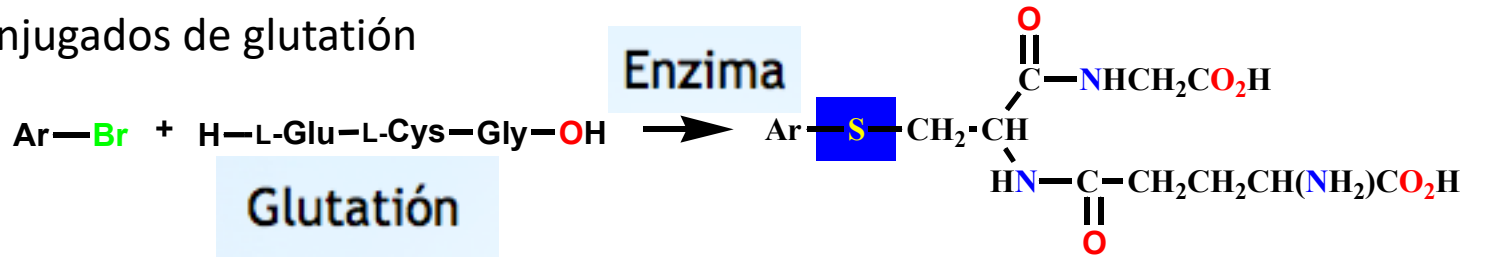 njugados de glutatión
Enzima
Ar—Br + H—L-Glu—L-Cys—Gly—OH
Glutatión
O
C—NHCH₂CO₂H
Ar—S—CH₂-CH
HN—C—CH₂CH₂CH(NH₂)CO₂H
O